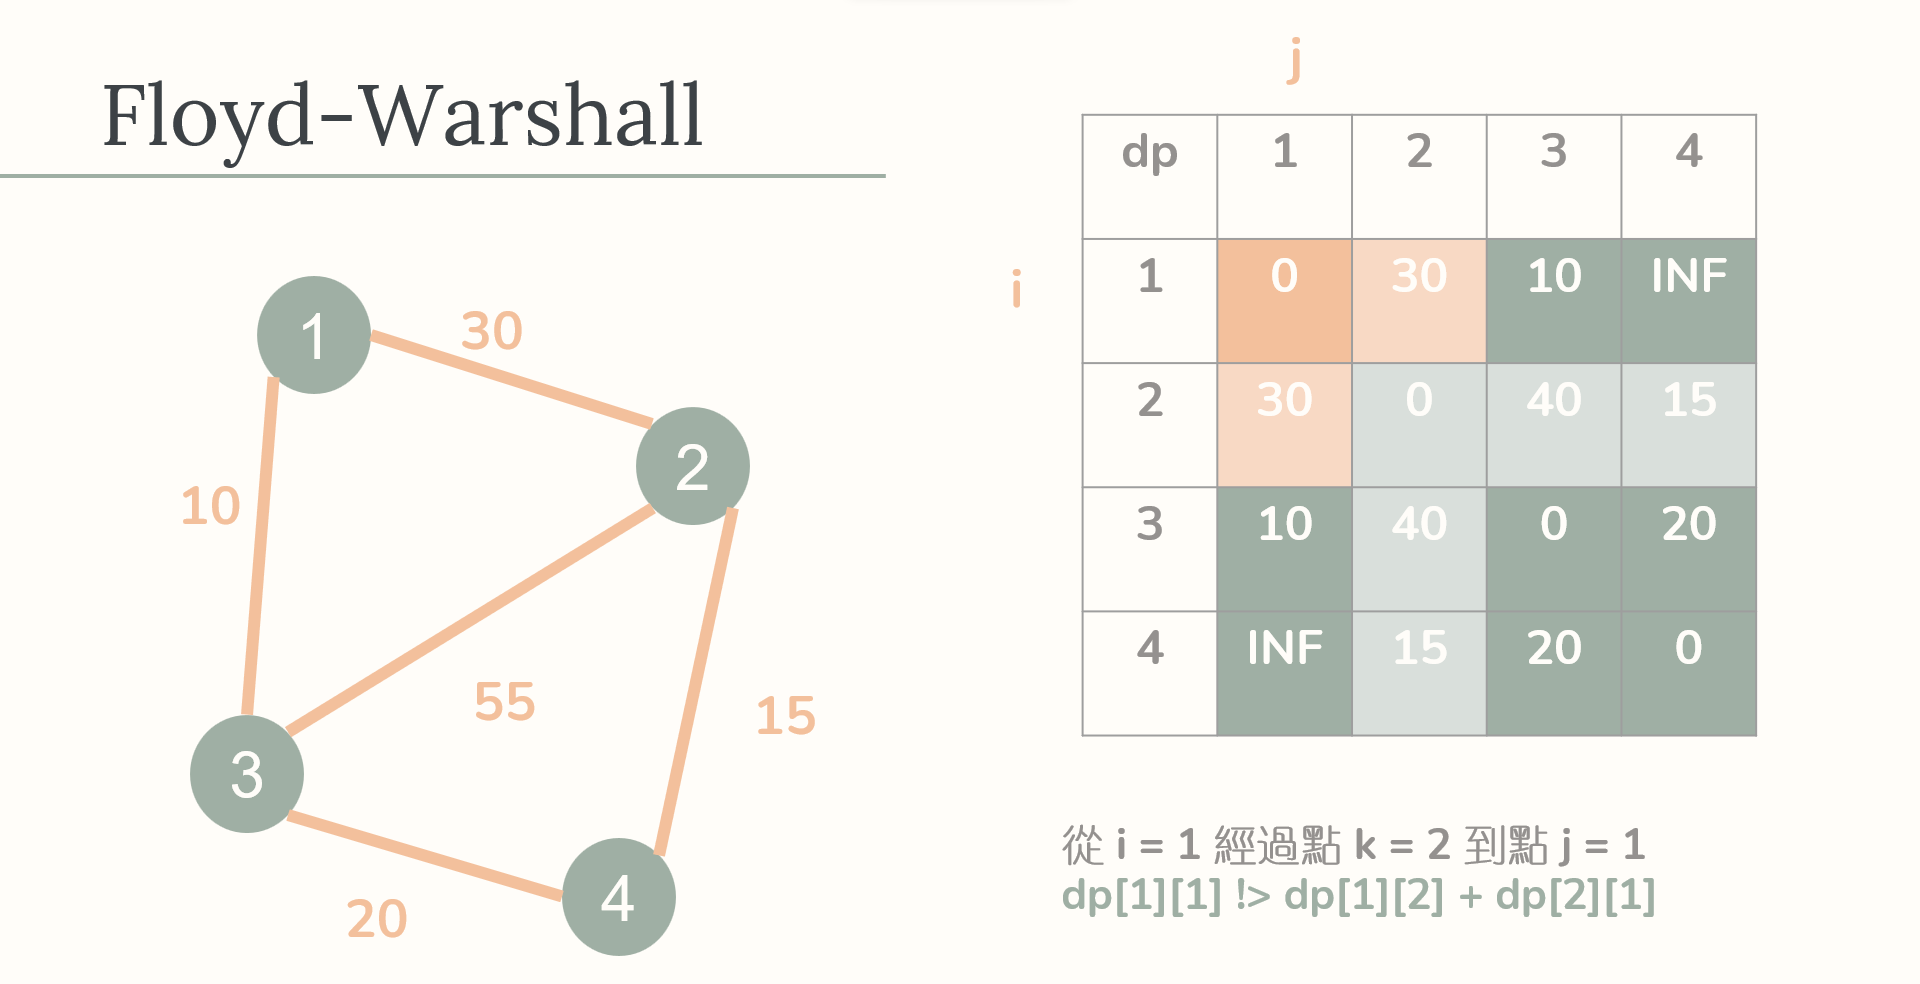 Floyd-Warshall
1
30
2
10
55
15
3
20
4
j
i
dp 1 2 3 4
1 0 30 10 INF
2 30 0 40 15
3 10 40 0 20
4 INF 15 20 0
從 i = 1 經過點 k = 2 到點 j = 1
dp[1][1] !> dp[1][2] + dp[2][1]